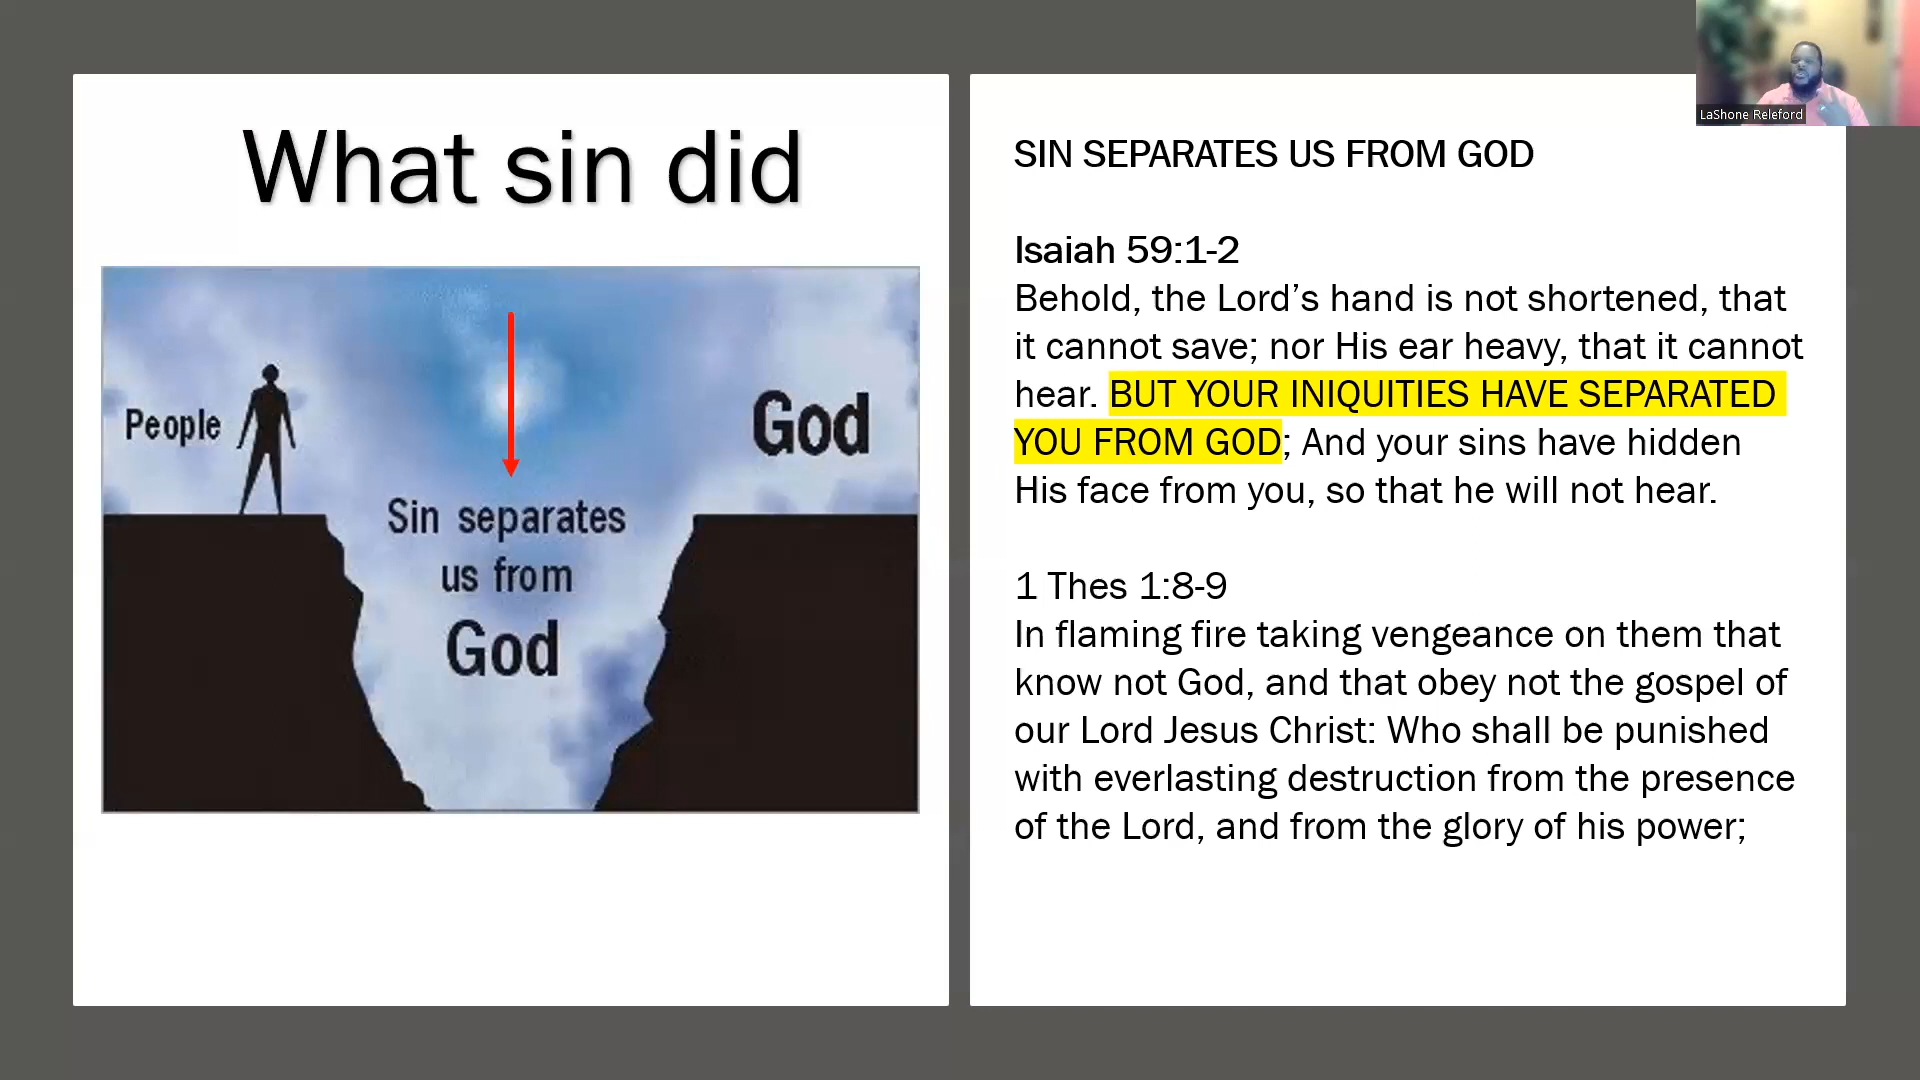 What sin did
People
God
Sin separates
us from
God
LaShone Releford
SIN SEPARATES US FROM GOD
Isaiah 59:1-2
Behold, the Lord’s hand is not shortened, that
it cannot save; nor His ear heavy, that it cannot
hear. BUT YOUR INIQUITIES HAVE SEPARATED
YOU FROM GOD; And your sins have hidden
His face from you, so that he will not hear.
1 Thes 1:8-9
In flaming fire taking vengeance on them that
know not God, and that obey not the gospel of
our Lord Jesus Christ: Who shall be punished
with everlasting destruction from the presence
of the Lord, and from the glory of his power;